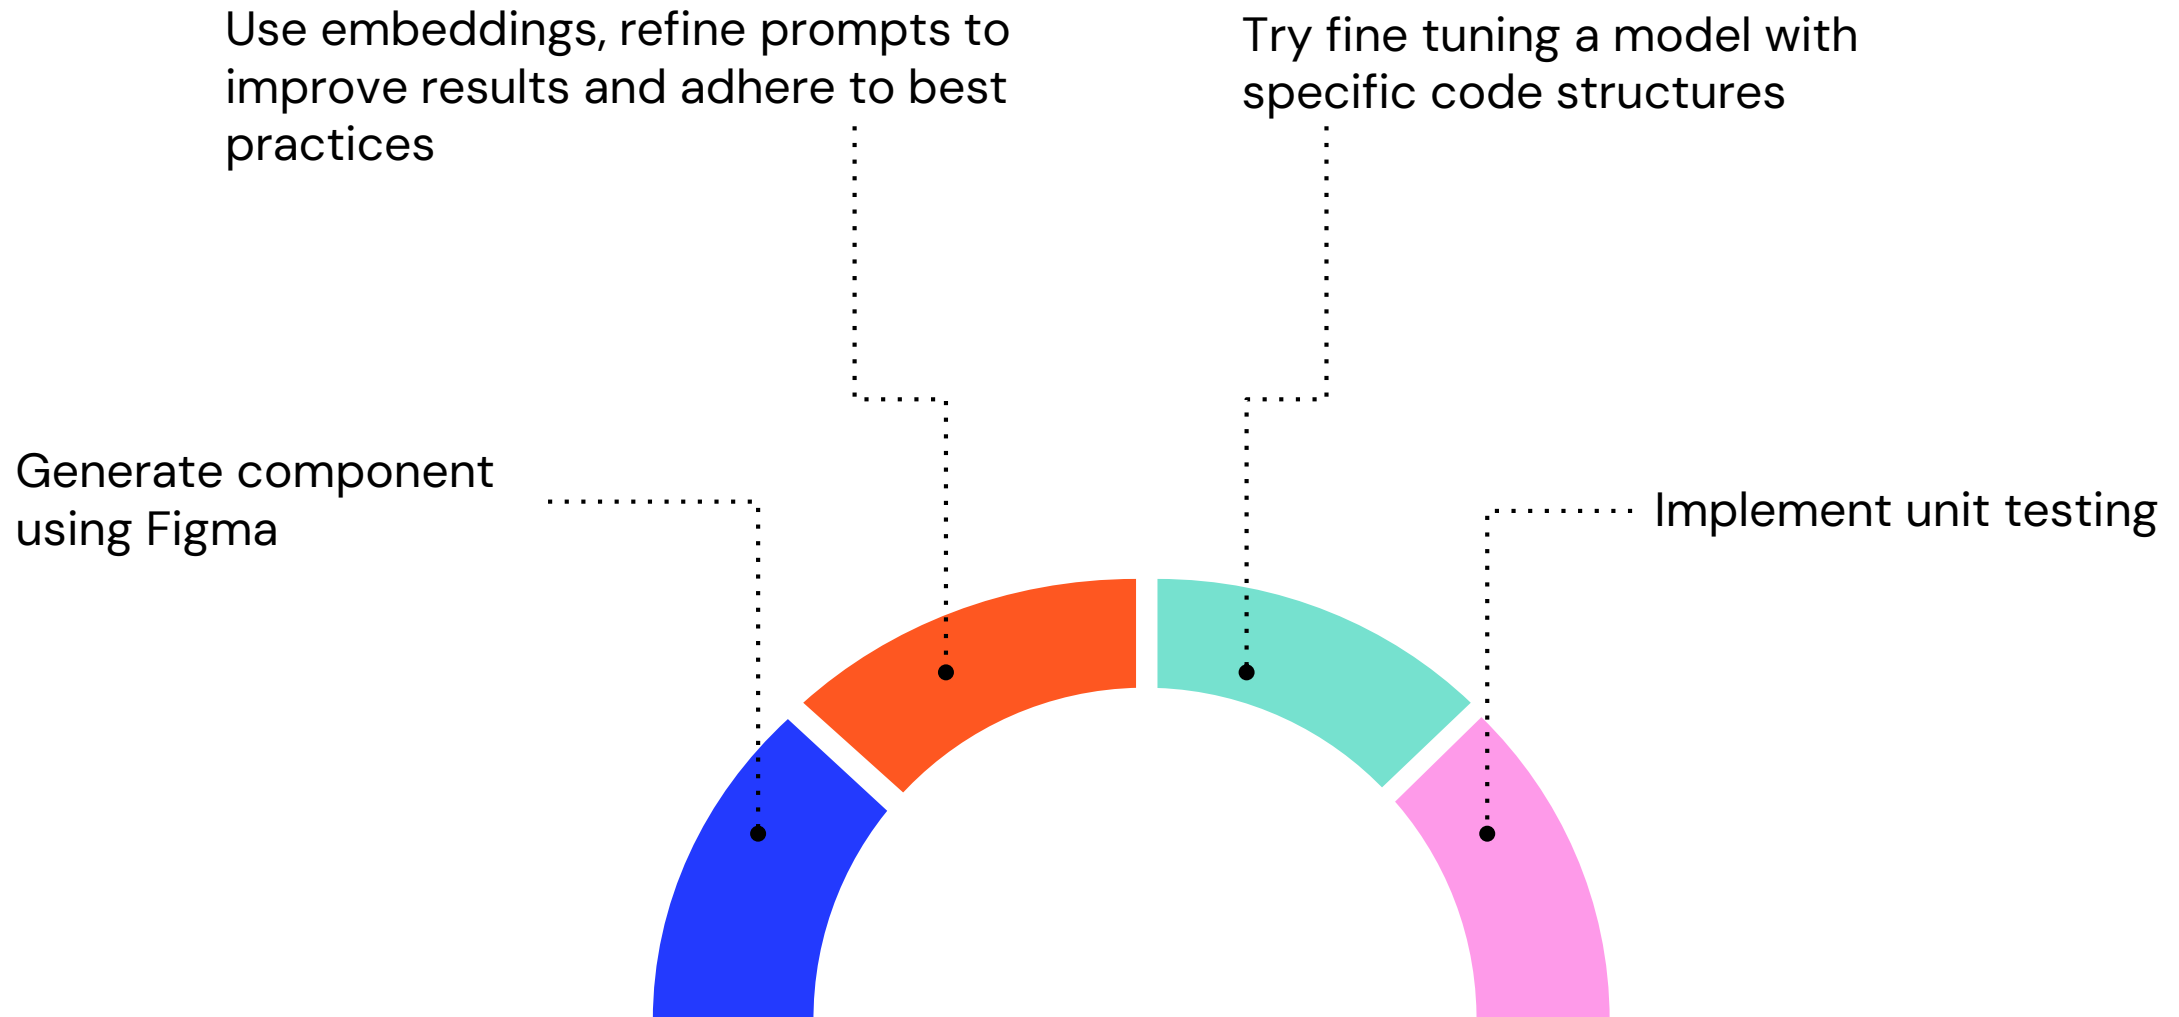 Use embeddings, refine prompts to
improve results and adhere to best
practices
Try fine tuning a model with
specific code structures
Generate component
using Figma
Implement unit testing